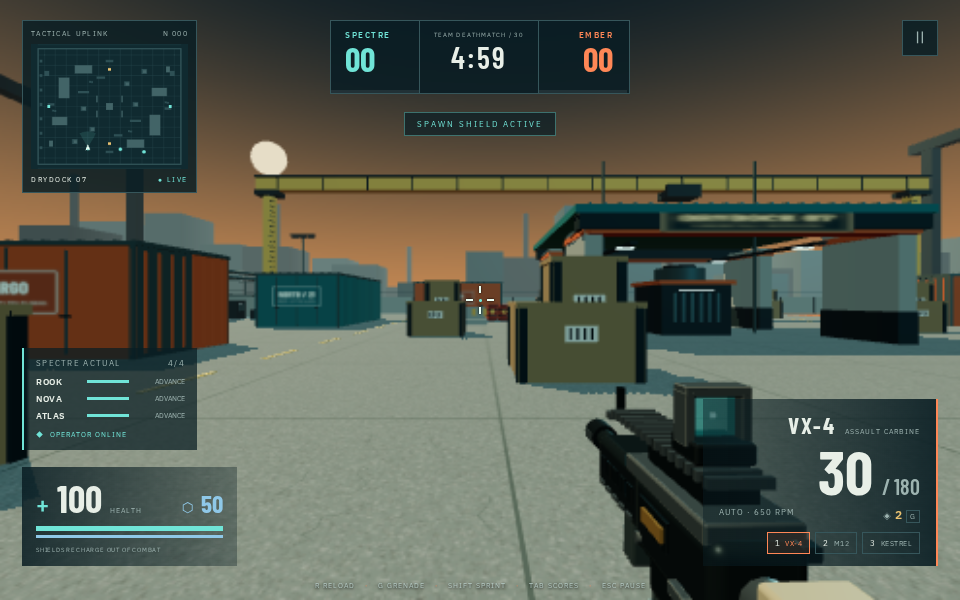 TACTICAL UPLINK N 000
DRYDOCK 07 • LIVE
SPECTRE
00
TEAM DEATHMATCH / 30
4:59
EMBER
00
SPAWN SHIELD ACTIVE
SPECTRE ACTUAL 4/4
ROOK ADVANCE
NOVA ADVANCE
ATLAS ADVANCE
◆ OPERATOR ONLINE
+ 100 HEALTH 50
SHIELDS RECHARGE OUT OF COMBAT
VX-4 ASSAULT CARBINE
30 / 180
AUTO · 650 RPM
2 G
1 VX-4 2 M12 3 KESTREL
R RELOAD G GRENADE SHIFT SPRINT TAB SCORES ESC PAUSE